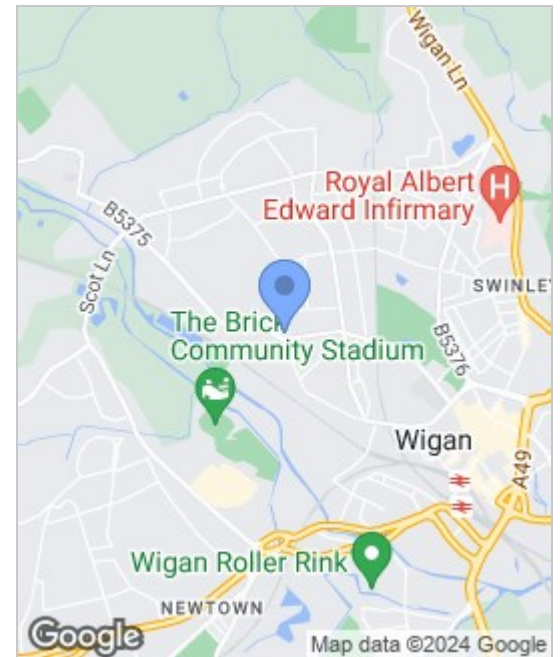 Wigan Ln
Royal Albert
Edward Infirmary
H
B5375
Scot Ln
SWINLEY
The Brick
Community Stadium
B5376
Wigan
A49
Wigan Roller Rink
NEWTOWN
Google
Map data ©2024 Google